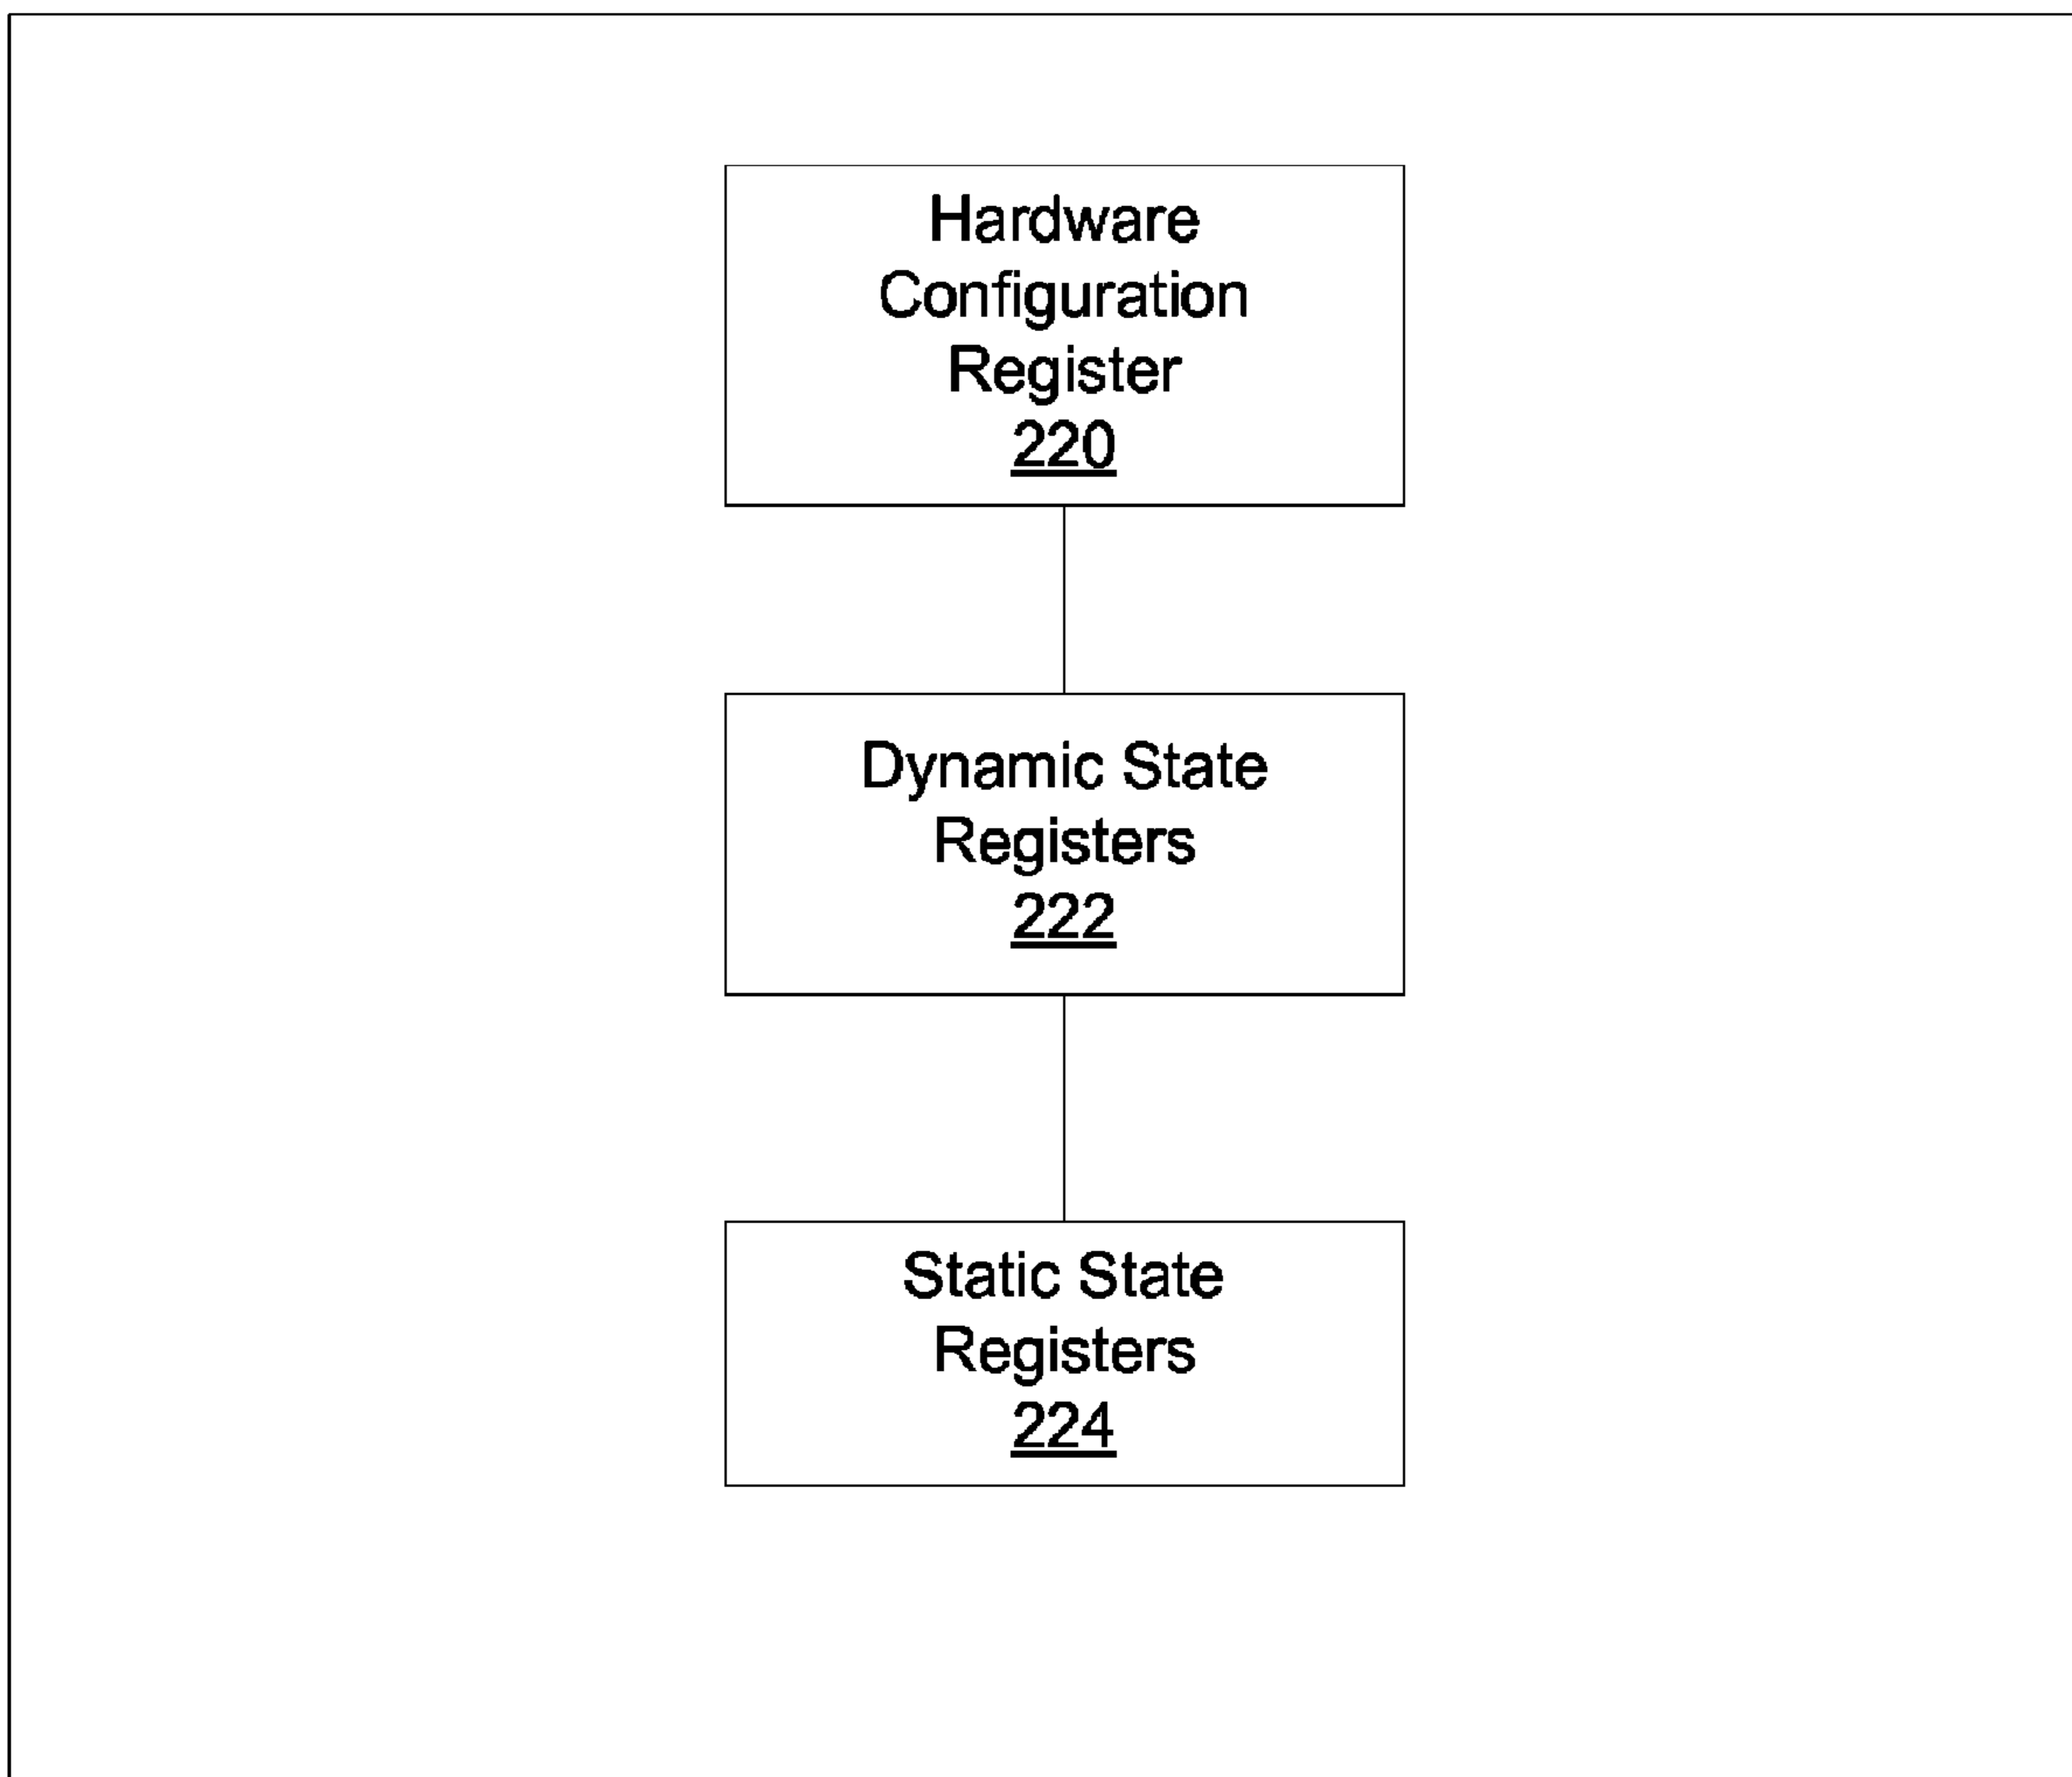 Hardware
Configuration
Register
220
Dynamic State
Registers
222
Static State
Registers
224